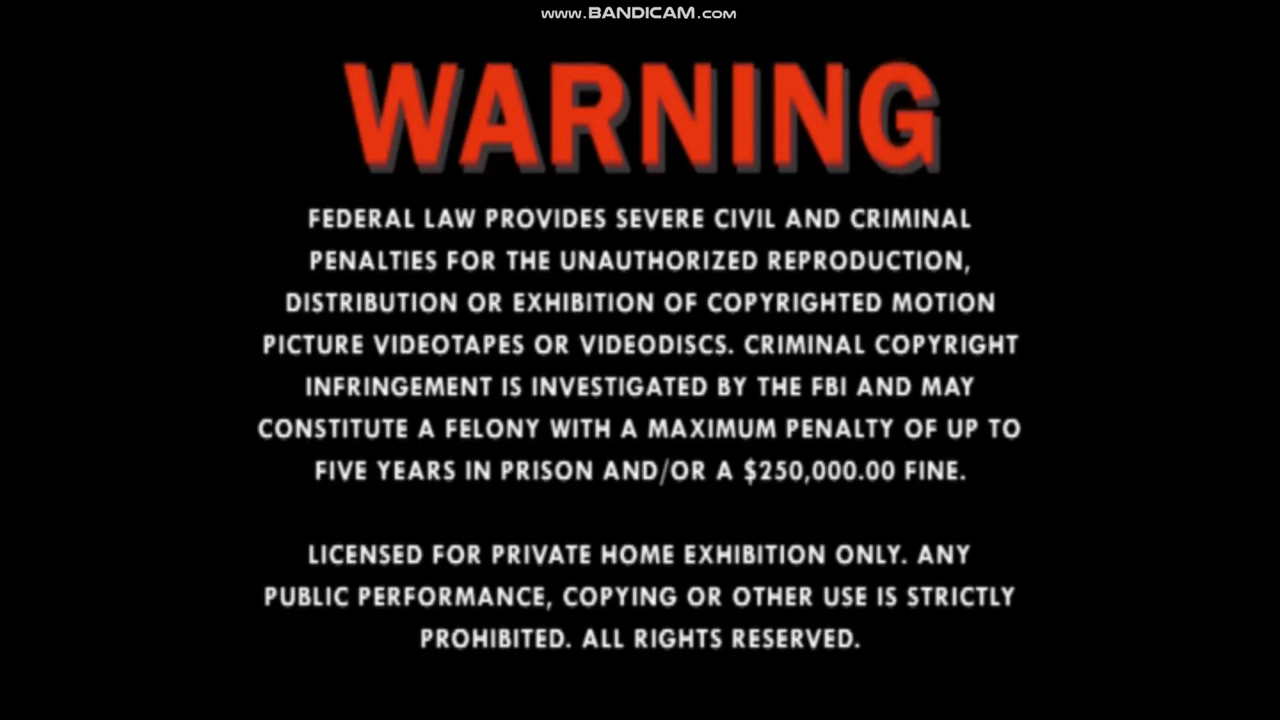 www.BANDICAM.com
WARNING
FEDERAL LAW PROVIDES SEVERE CIVIL AND CRIMINAL
PENALTIES FOR THE UNAUTHORIZED REPRODUCTION,
DISTRIBUTION OR EXHIBITION OF COPYRIGHTED MOTION
PICTURE VIDEOTAPES OR VIDEODISCS. CRIMINAL COPYRIGHT
INFRINGEMENT IS INVESTIGATED BY THE FBI AND MAY
CONSTITUTE A FELONY WITH A MAXIMUM PENALTY OF UP TO
FIVE YEARS IN PRISON AND/OR A $250,000.00 FINE.
LICENSED FOR PRIVATE HOME EXHIBITION ONLY. ANY
PUBLIC PERFORMANCE, COPYING OR OTHER USE IS STRICTLY
PROHIBITED. ALL RIGHTS RESERVED.